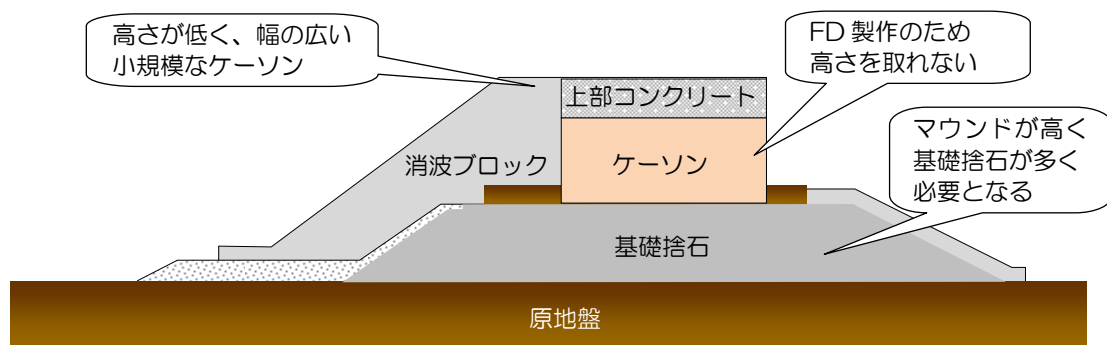 高さが低く、幅の広い
小規模なケーソン
FD 製作のため
高さを取れない
上部コンクリート
マウンドが高く
基礎捨石が多く
必要となる
消波ブロック
ケーソン
基礎捨石
原地盤